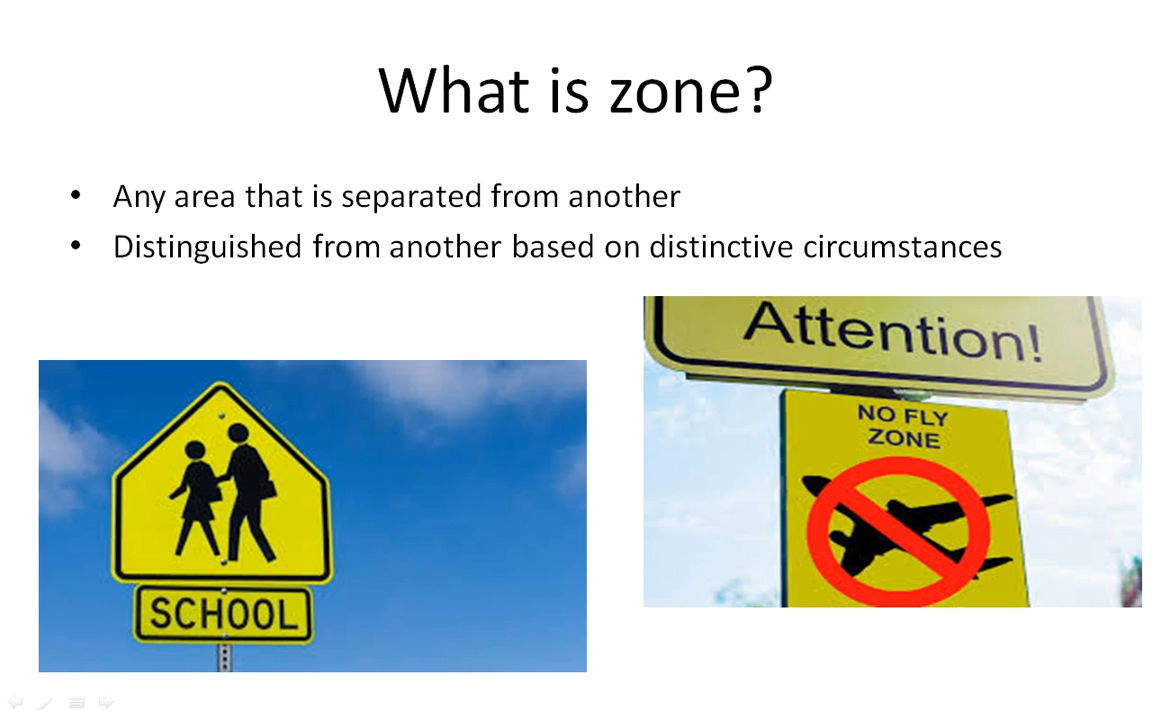 What is zone?
• Any area that is separated from another
• Distinguished from another based on distinctive circumstances
Attention!
NO FLY
ZONE
SCHOOL